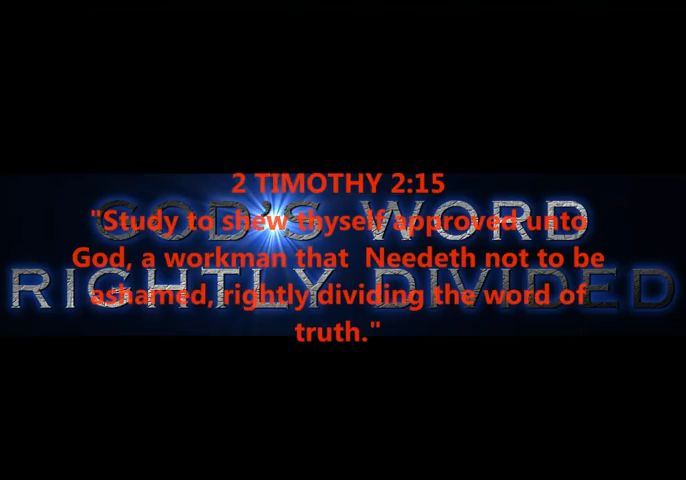 2 TIMOTHY 2:15
GOD'S WORD
"Study to shew thyself approved unto
God, a workman that  Needeth not to be
RIGHTLY DIVIDED
ashamed, rightly dividing the word of
truth."